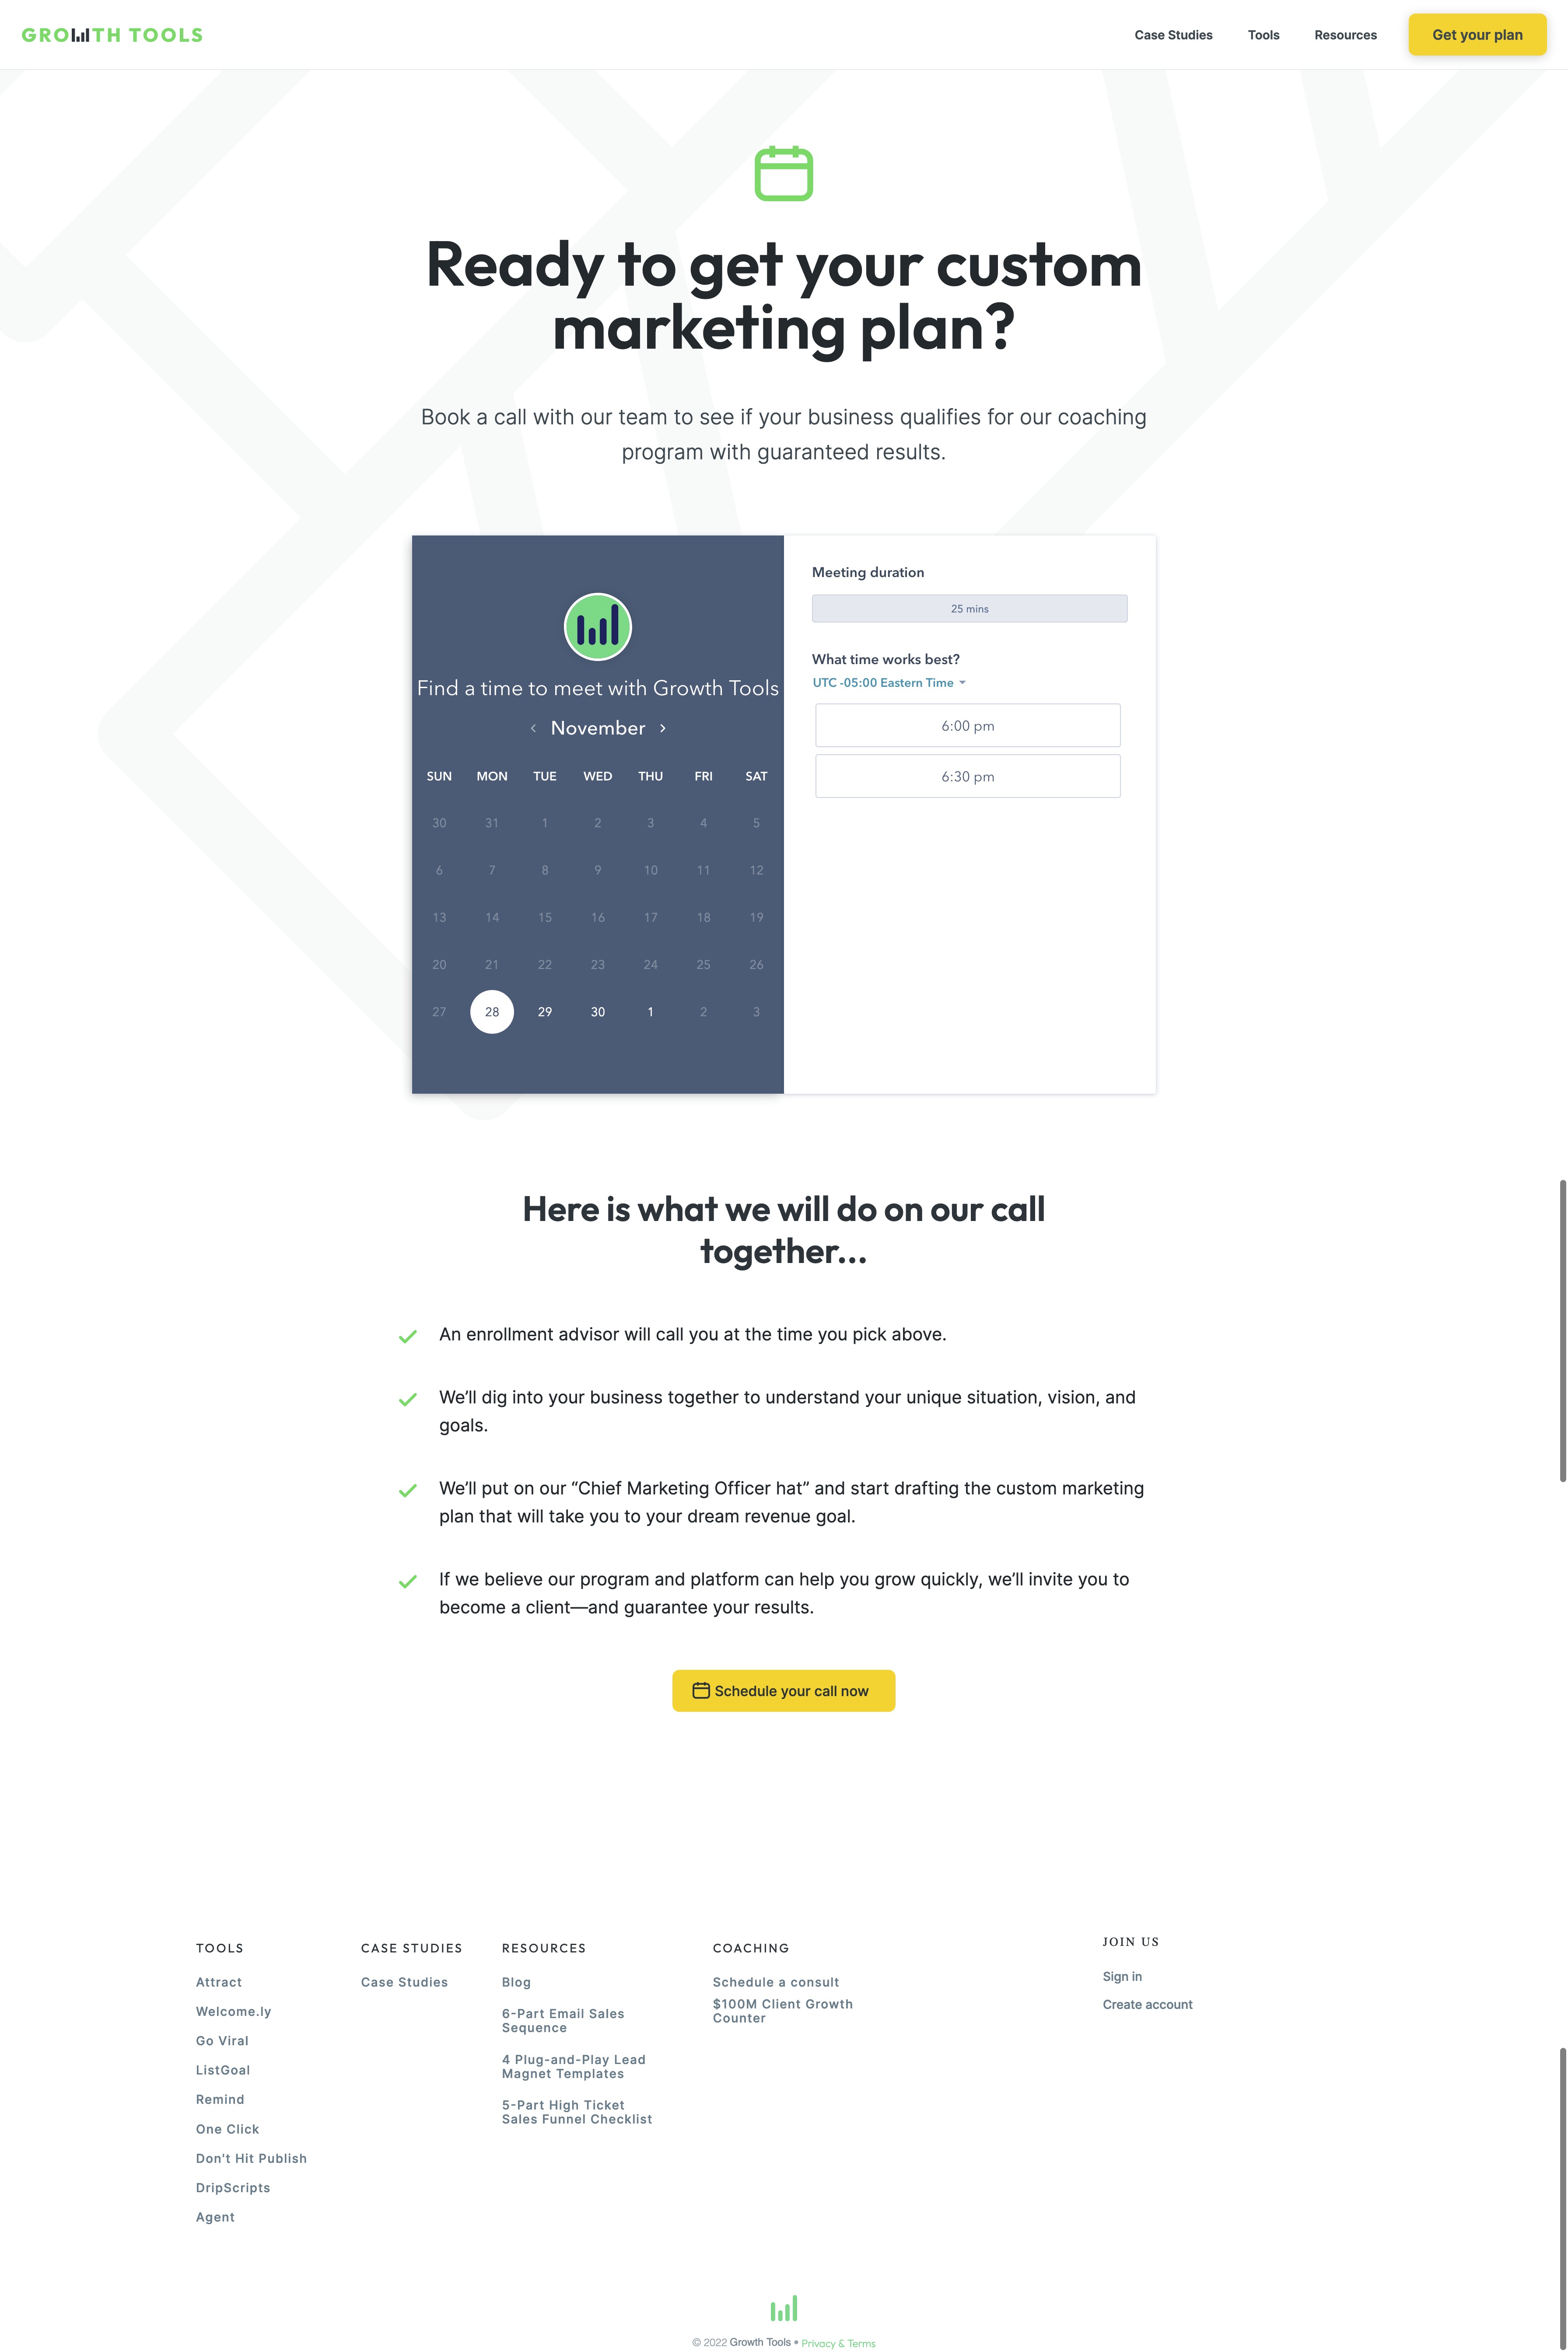 GROWTH TOOLS
Case Studies
Tools
Resources
Get your plan
Ready to get your custom
marketing plan?
Book a call with our team to see if your business qualifies for our coaching
program with guaranteed results.
Find a time to meet with Growth Tools
November
SUN MON TUE WED THU FRI SAT
30 31 1 2 3 4 5
6 7 8 9 10 11 12
13 14 15 16 17 18 19
20 21 22 23 24 25 26
27 28 29 30 1 2 3
Meeting duration
25 mins
What time works best?
UTC -05:00 Eastern Time
6:00 pm
6:30 pm
Here is what we will do on our call
together...
An enrollment advisor will call you at the time you pick above.
We’ll dig into your business together to understand your unique situation, vision, and
goals.
We’ll put on our “Chief Marketing Officer hat” and start drafting the custom marketing
plan that will take you to your dream revenue goal.
If we believe our program and platform can help you grow quickly, we’ll invite you to
become a client—and guarantee your results.
Schedule your call now
TOOLS
Attract
Welcome.ly
Go Viral
ListGoal
Remind
One Click
Don't Hit Publish
DripScripts
Agent
CASE STUDIES
Case Studies
RESOURCES
Blog
6-Part Email Sales
Sequence
4 Plug-and-Play Lead
Magnet Templates
5-Part High Ticket
Sales Funnel Checklist
COACHING
Schedule a consult
$100M Client Growth
Counter
JOIN US
Sign in
Create account
© 2022 Growth Tools • Privacy & Terms